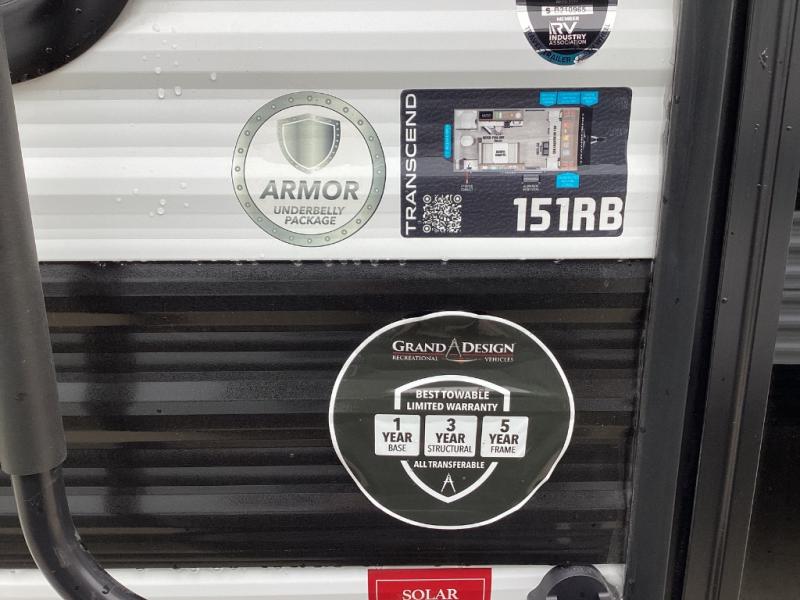 MEMBER
RV
INDUSTRY
ASSOCIATION
TRANSCEND
151RB
ARMOR
UNDERBELLY
PACKAGE
GRAND DESIGN
RECREATIONAL VEHICLES
BEST TOWABLE
LIMITED WARRANTY
1 3 5
YEAR YEAR YEAR
BASE STRUCTURAL FRAME
ALL TRANSFERABLE
SOLAR